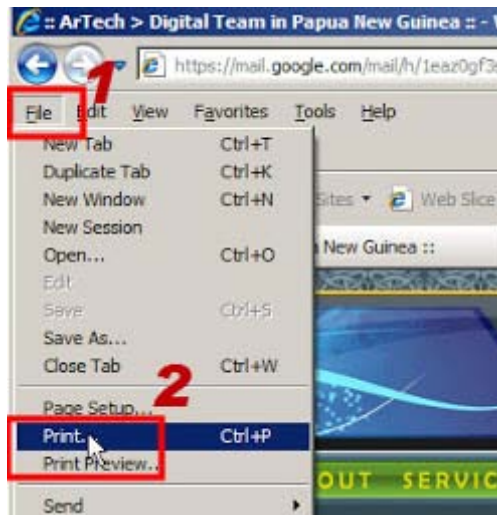 :: ArTech > Digital Team in Papua New Guinea :: -
https://mail.google.com/mail/h/1eaz0gf3
1
File Edit View Favorites Tools Help
New Tab Ctrl+T
Duplicate Tab Ctrl+K
New Window Ctrl+N
Sites Web Slice
New Session
New Guinea ::
Open... Ctrl+O
Edit
Save Ctrl+S
Save As...
Close Tab Ctrl+W
2
Page Setup...
Print... Ctrl+P
Print Preview...
OUT SERVIC
Send